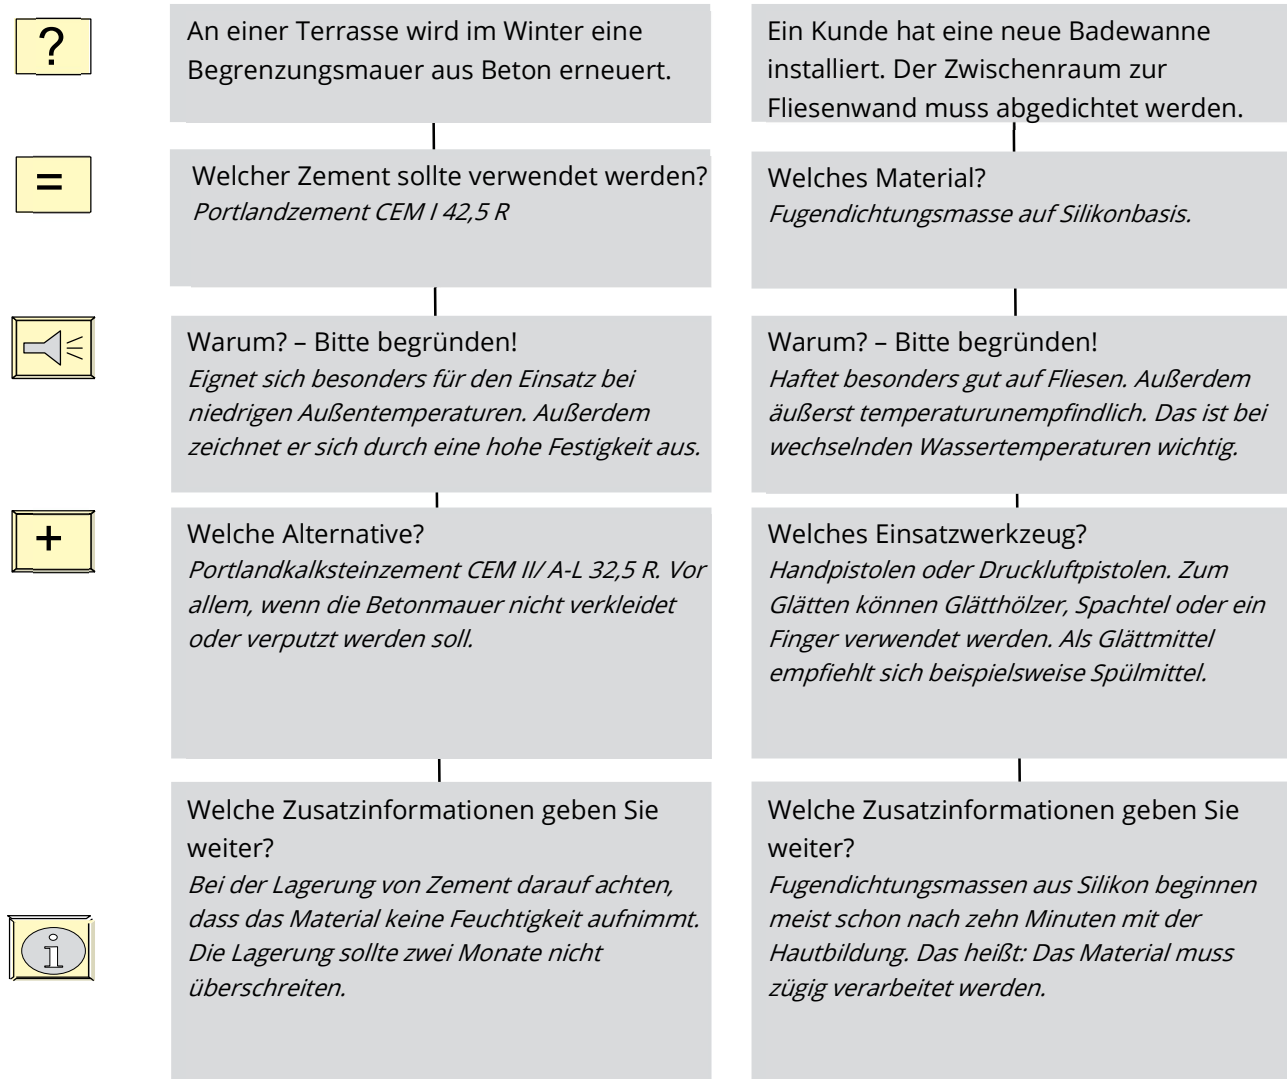 ?
An einer Terrasse wird im Winter eine
Begrenzungsmauer aus Beton erneuert.
=
Welcher Zement sollte verwendet werden?
Portlandzement CEM I 42,5 R
Warum? – Bitte begründen!
Eignet sich besonders für den Einsatz bei
niedrigen Außentemperaturen. Außerdem
zeichnet er sich durch eine hohe Festigkeit aus.
+
Welche Alternative?
Portlandkalksteinzement CEM II/ A-L 32,5 R. Vor
allem, wenn die Betonmauer nicht verkleidet
oder verputzt werden soll.
i
Welche Zusatzinformationen geben Sie
weiter?
Bei der Lagerung von Zement darauf achten,
dass das Material keine Feuchtigkeit aufnimmt.
Die Lagerung sollte zwei Monate nicht
überschreiten.
Ein Kunde hat eine neue Badewanne
installiert. Der Zwischenraum zur
Fliesenwand muss abgedichtet werden.
Welches Material?
Fugendichtungsmasse auf Silikonbasis.
Warum? – Bitte begründen!
Haftet besonders gut auf Fliesen. Außerdem
äußerst temperaturunempfindlich. Das ist bei
wechselnden Wassertemperaturen wichtig.
Welches Einsatzwerkzeug?
Handpistolen oder Druckluftpistolen. Zum
Glätten können Glätthölzer, Spachtel oder ein
Finger verwendet werden. Als Glättmittel
empfiehlt sich beispielsweise Spülmittel.
Welche Zusatzinformationen geben Sie
weiter?
Fugendichtungsmassen aus Silikon beginnen
meist schon nach zehn Minuten mit der
Hautbildung. Das heißt: Das Material muss
zügig verarbeitet werden.